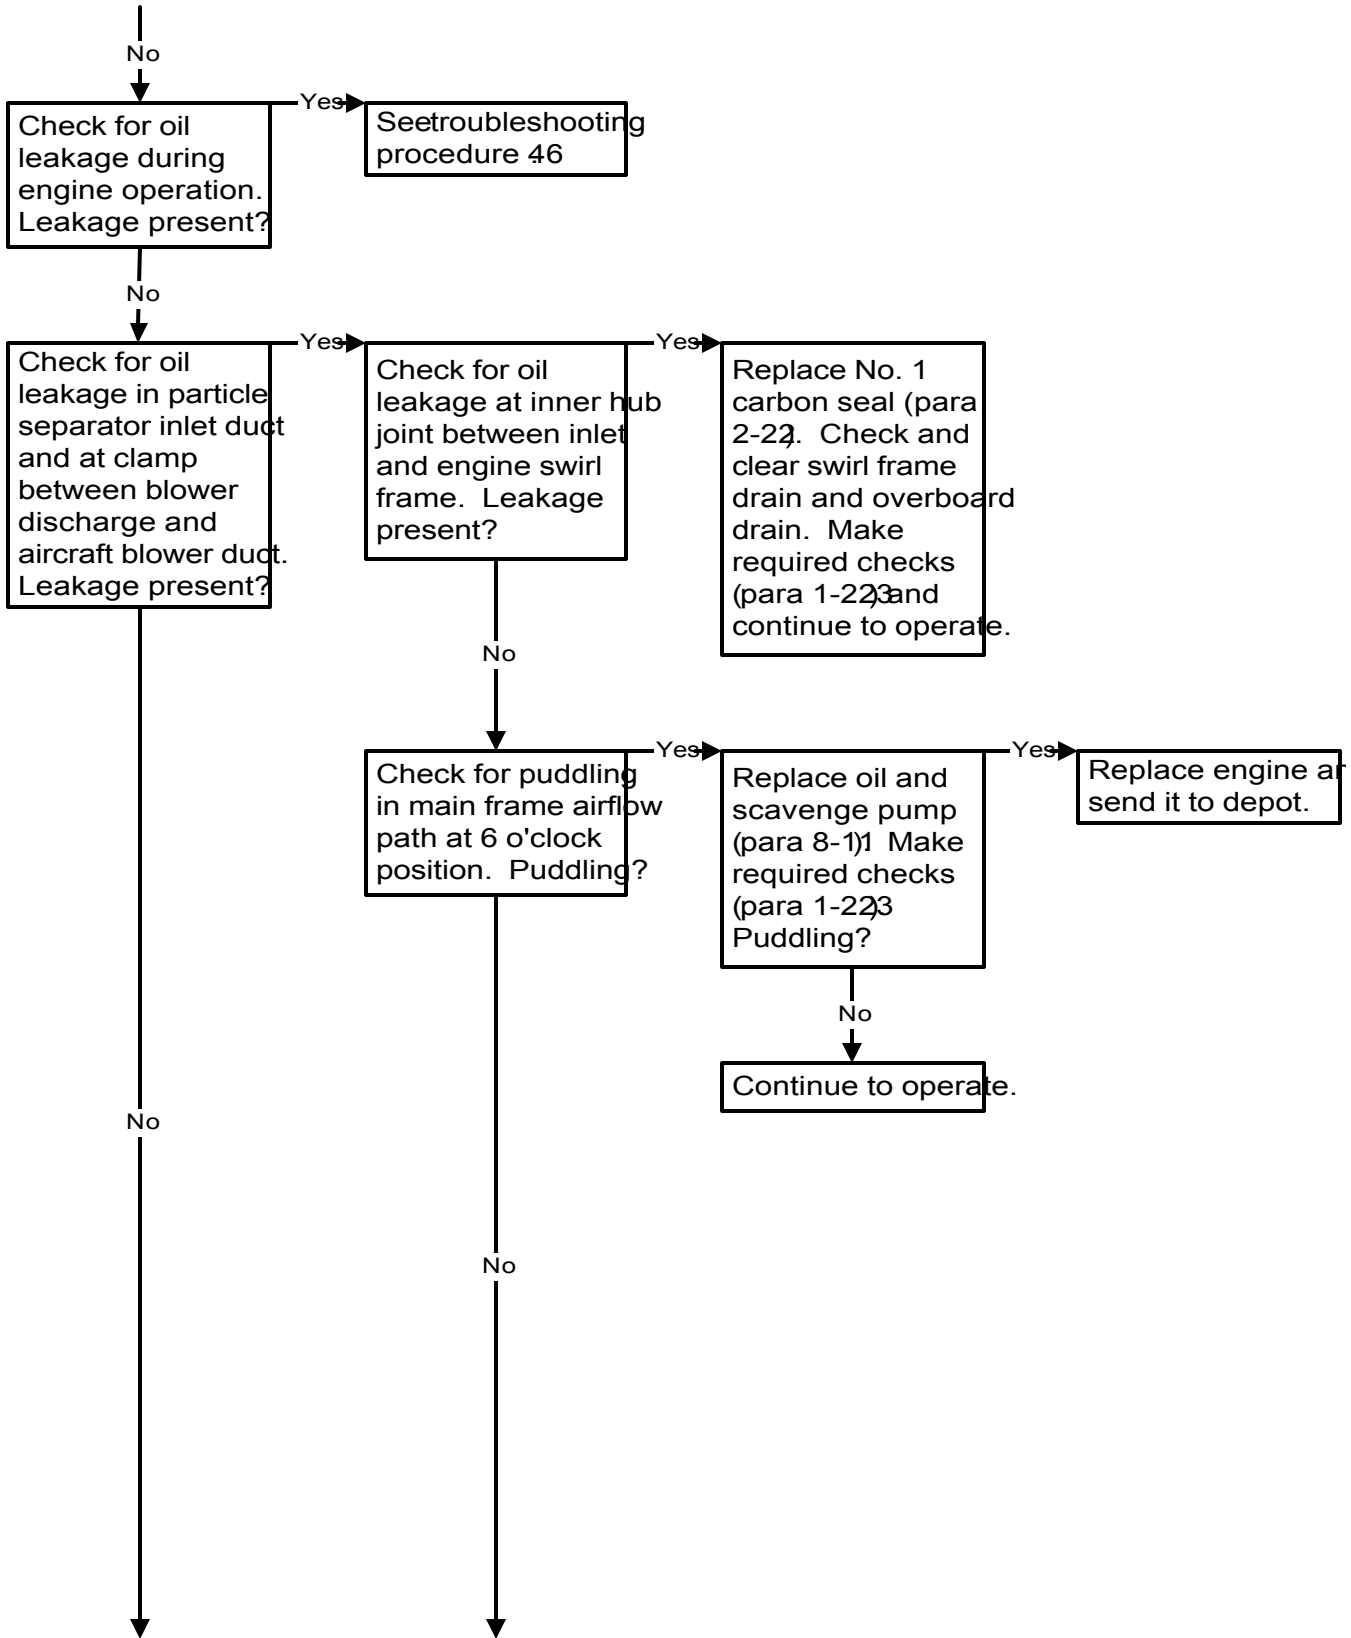 No
Check for oil
leakage during
engine operation.
Leakage present?
Yes
See troubleshooting
procedure 46.
No
Check for oil
leakage in particle
separator inlet duct
and at clamp
between blower
discharge and
aircraft blower duct.
Leakage present?
Yes
Check for oil
leakage at inner hub
joint between inlet
and engine swirl
frame. Leakage
present?
Yes
Replace No. 1
carbon seal (para
2-22). Check and
clear swirl frame
drain and overboard
drain. Make
required checks
(para 1-223) and
continue to operate.
No
Check for puddling
in main frame airflow
path at 6 o'clock
position. Puddling?
Yes
Replace oil and
scavenge pump
(para 8-11). Make
required checks
(para 1-223)
Puddling?
Yes
Replace engine an
send it to depot.
No
Continue to operate.
No
No